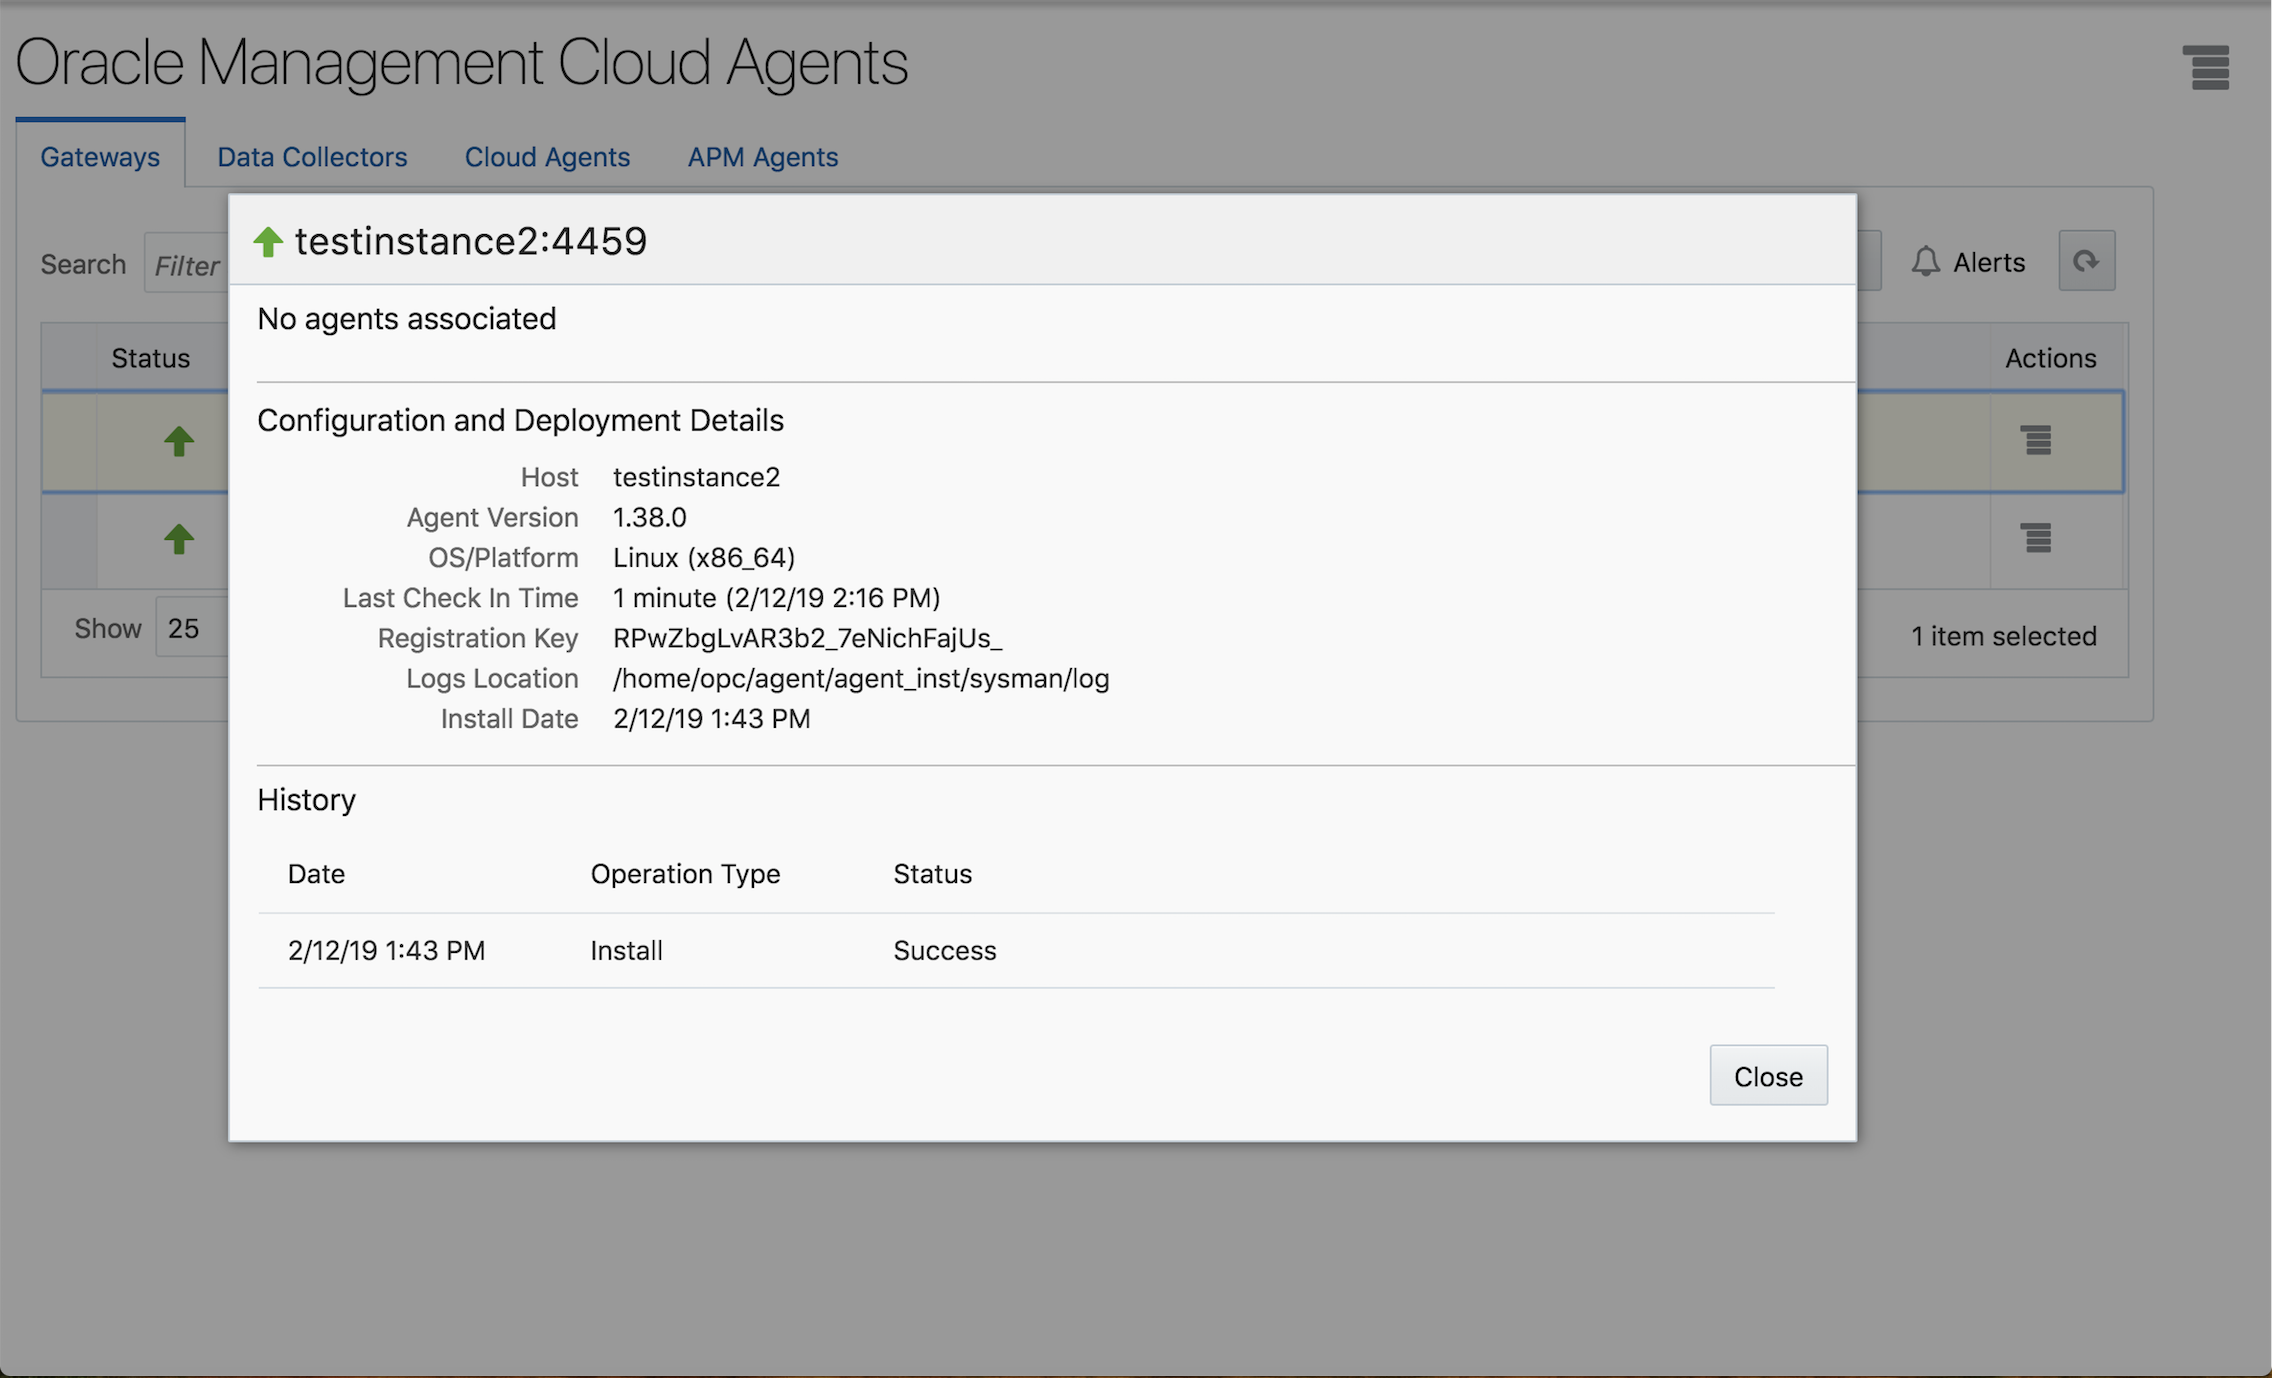 Oracle Management Cloud Agents
Gateways Data Collectors Cloud Agents APM Agents
testinstance2:4459
Search Filter Alerts
No agents associated
Status Actions
Configuration and Deployment Details
Host testinstance2
Agent Version 1.38.0
OS/Platform Linux (x86_64)
Last Check In Time 1 minute (2/12/19 2:16 PM)
Show 25 1 item selected
Registration Key RPwZbgLvAR3b2_7eNichFajUs_
Logs Location /home/opc/agent/agent_inst/sysman/log
Install Date 2/12/19 1:43 PM
History
Date Operation Type Status
2/12/19 1:43 PM Install Success
Close